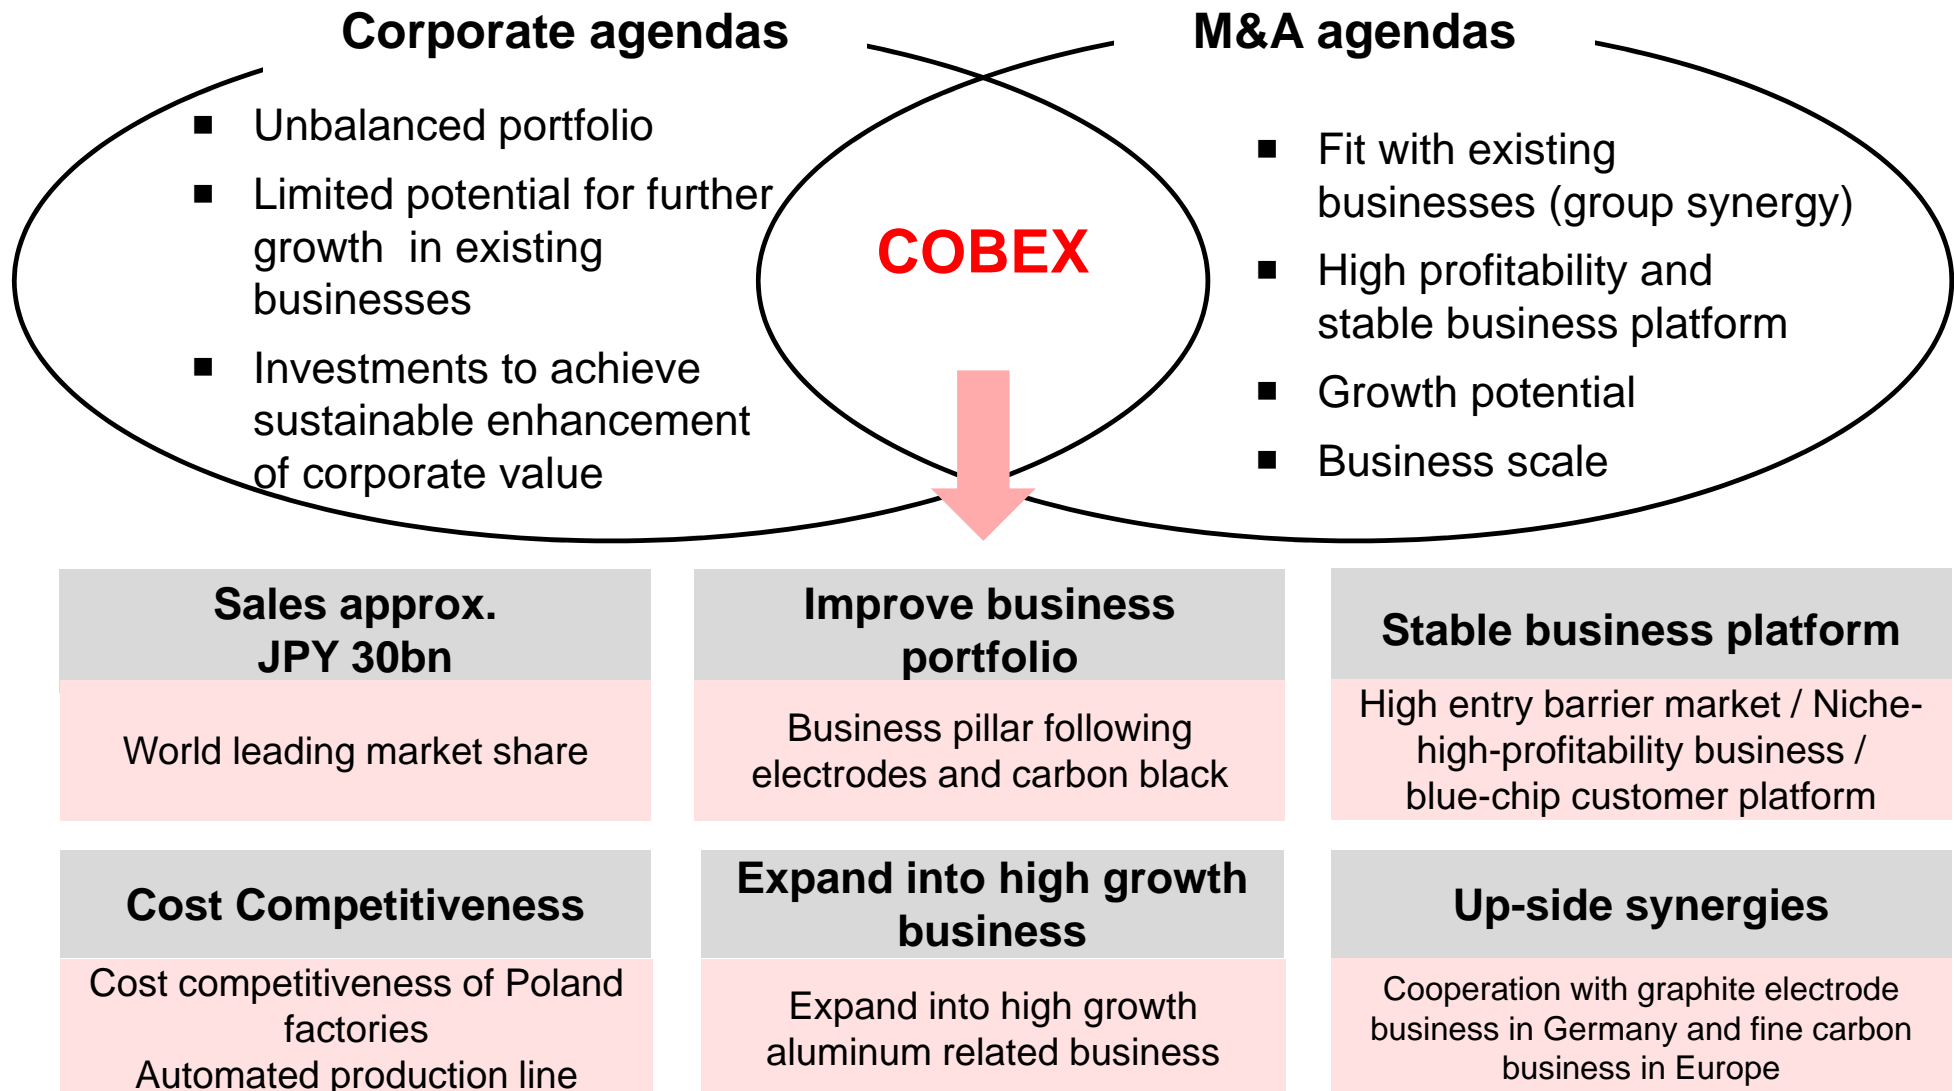 Corporate agendas
M&A agendas
■ Unbalanced portfolio
■ Limited potential for further
growth in existing
businesses
■ Investments to achieve
sustainable enhancement
of corporate value
COBEX
■ Fit with existing
businesses (group synergy)
■ High profitability and
stable business platform
■ Growth potential
■ Business scale
Sales approx.
JPY 30bn
World leading market share
Improve business
portfolio
Business pillar following
electrodes and carbon black
Stable business platform
High entry barrier market / Niche-
high-profitability business /
blue-chip customer platform
Cost Competitiveness
Cost competitiveness of Poland
factories
Automated production line
Expand into high growth
business
Expand into high growth
aluminum related business
Up-side synergies
Cooperation with graphite electrode
business in Germany and fine carbon
business in Europe